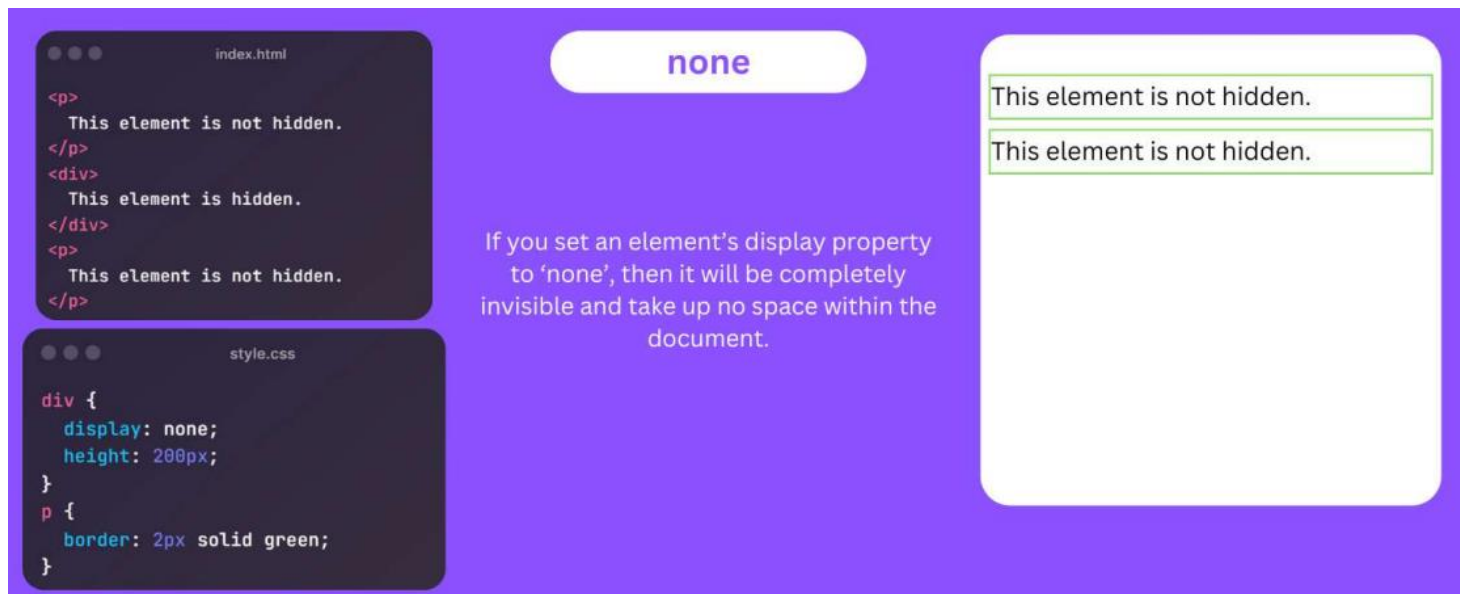 index.html
<p>
  This element is not hidden.
</p>
<div>
  This element is hidden.
</div>
<p>
  This element is not hidden.
</p>
style.css
div {
  display: none;
  height: 200px;
}
p {
  border: 2px solid green;
}
none
If you set an element’s display property
to ‘none’, then it will be completely
invisible and take up no space within the
document.
This element is not hidden.
This element is not hidden.